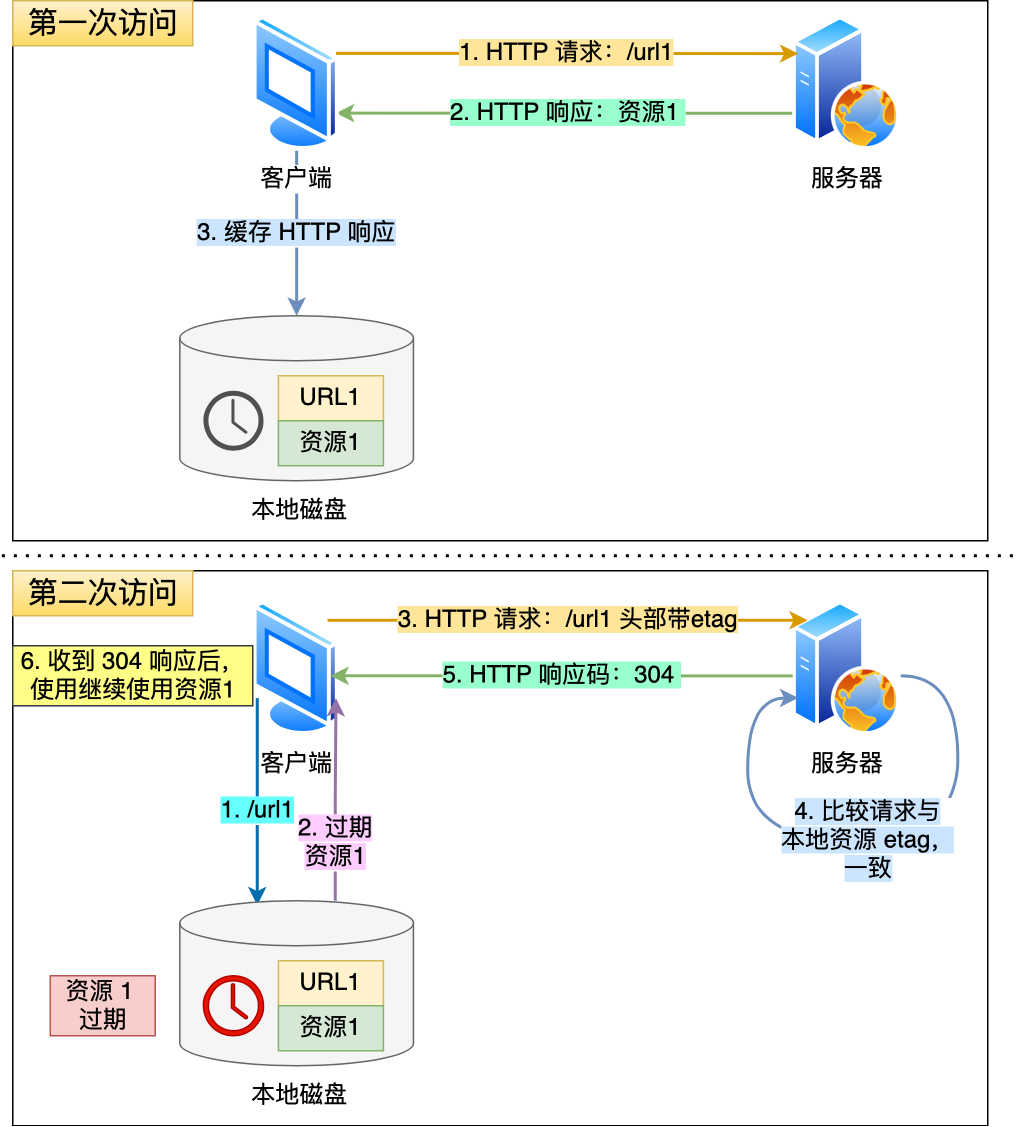 第一次访问
1. HTTP 请求：/url1
2. HTTP 响应：资源1
客户端
服务器
3. 缓存 HTTP 响应
URL1
资源1
本地磁盘
第二次访问
3. HTTP 请求：/url1 头部带etag
6. 收到 304 响应后，
使用继续使用资源1
5. HTTP 响应码：304
客户端
服务器
1. /url1
2. 过期
资源1
4. 比较请求与
本地资源 etag，
一致
资源 1
过期
URL1
资源1
本地磁盘